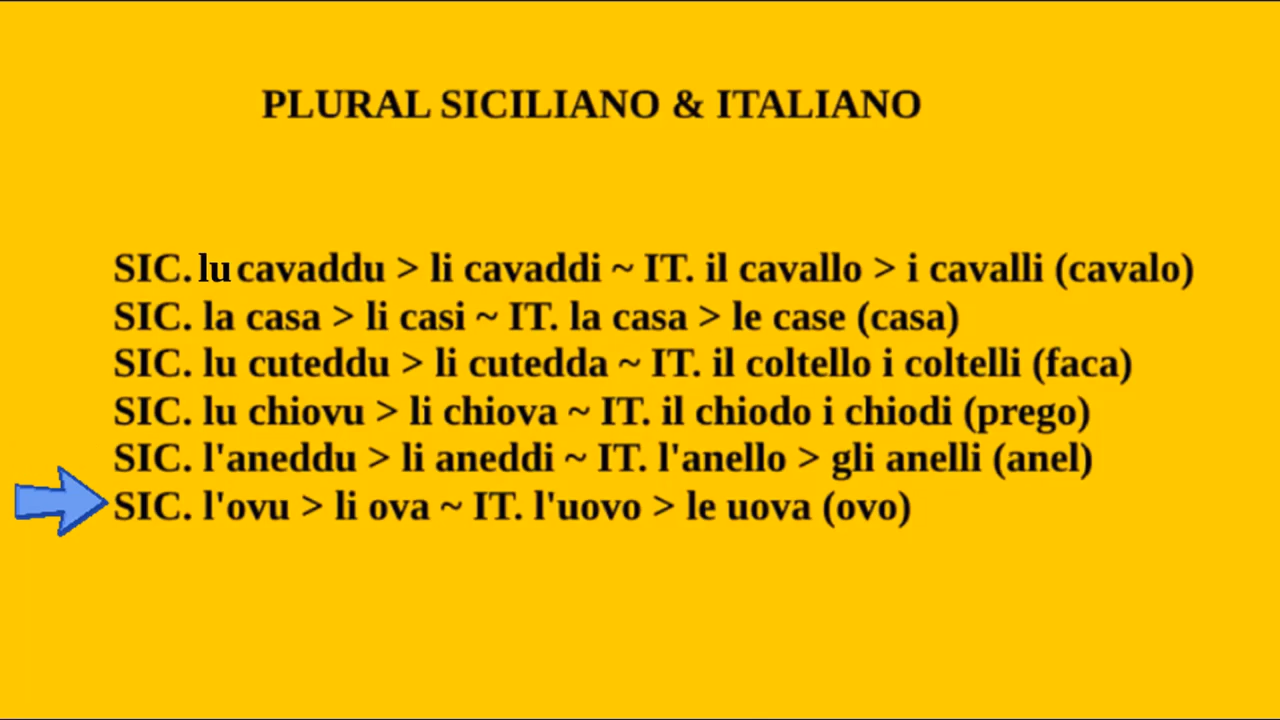 PLURAL SICILIANO & ITALIANO
SIC. lu cavaddu > li cavaddi ~ IT. il cavallo > i cavalli (cavalo)
SIC. la casa > li casi ~ IT. la casa > le case (casa)
SIC. lu cuteddu > li cutedda ~ IT. il coltello i coltelli (faca)
SIC. lu chiovu > li chiova ~ IT. il chiodo i chiodi (prego)
SIC. l'aneddu > li aneddi ~ IT. l'anello > gli anelli (anel)
SIC. l'ovu > li ova ~ IT. l'uovo > le uova (ovo)